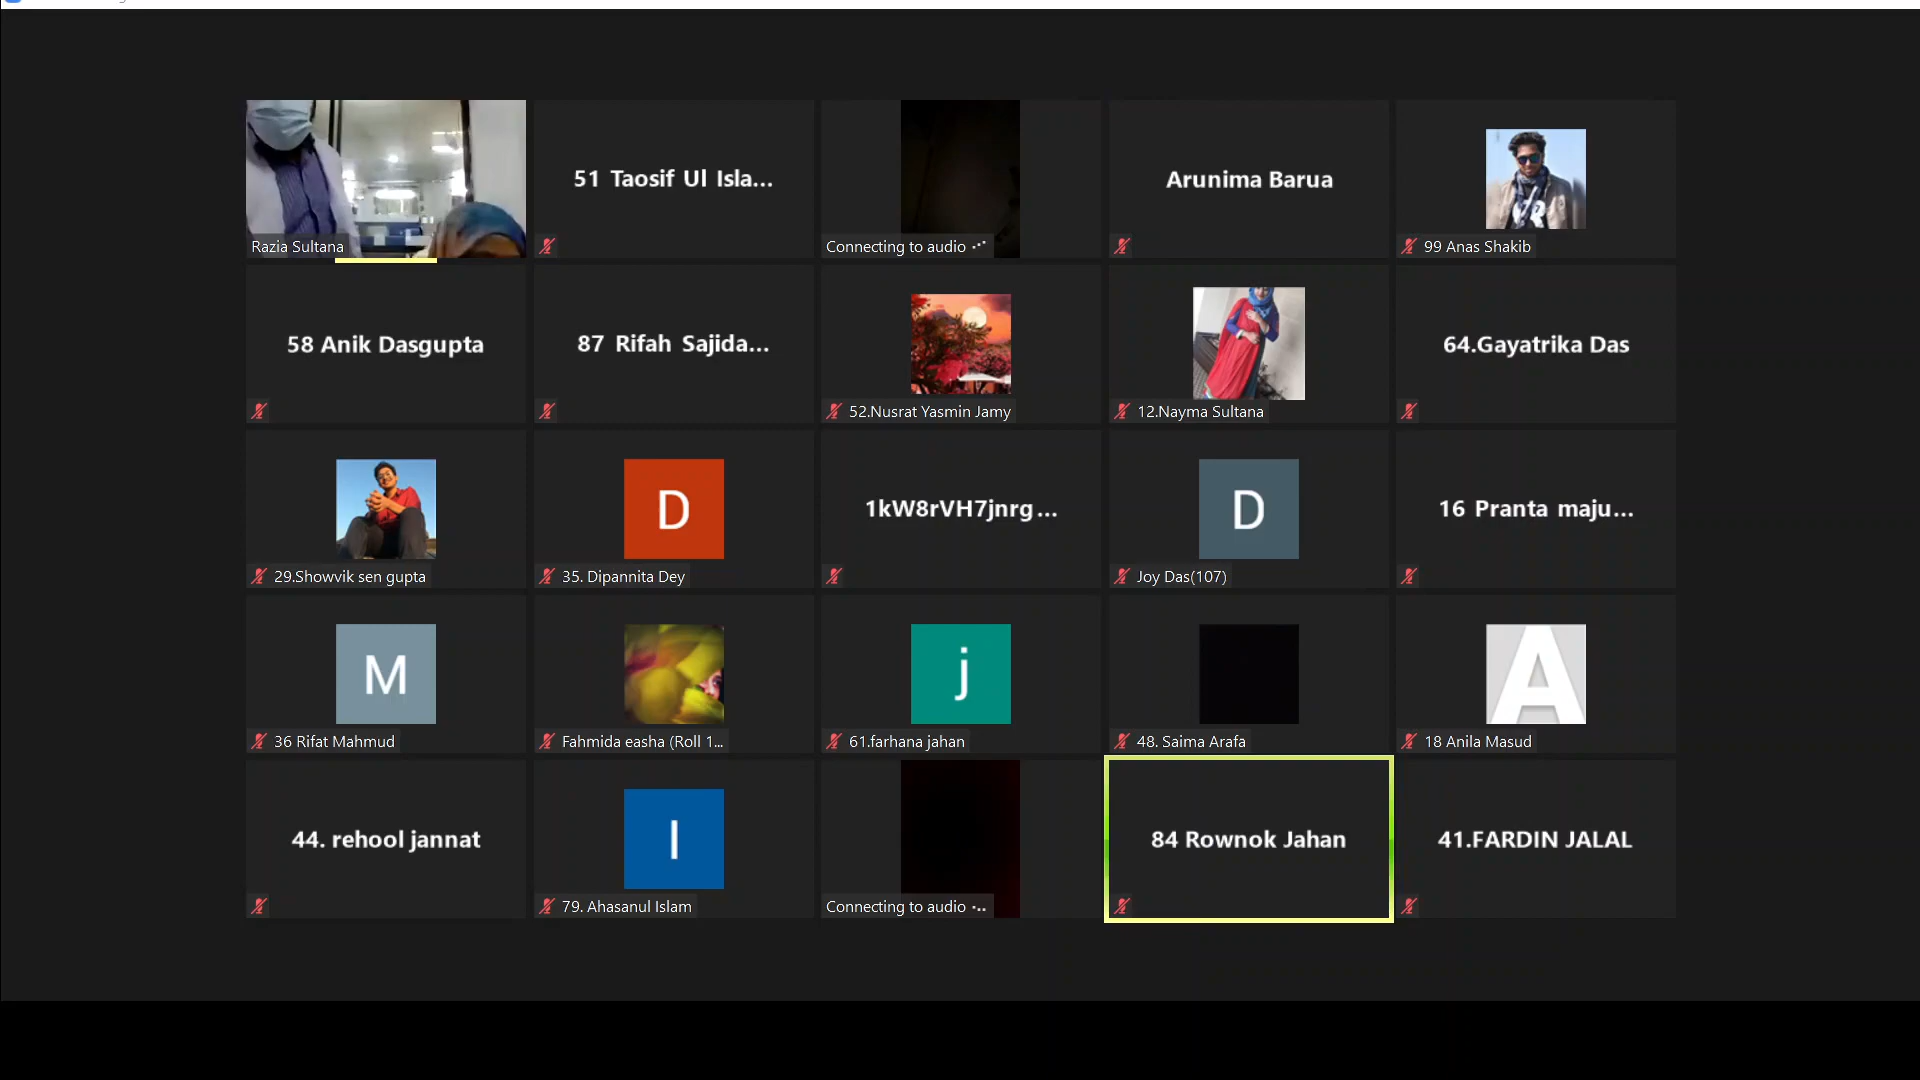 Razia Sultana
51 Taosif Ul Isla...
Connecting to audio
Arunima Barua
99 Anas Shakib
58 Anik Dasgupta
87 Rifah Sajida...
52.Nusrat Yasmin Jamy
12.Nayma Sultana
64.Gayatrika Das
29.Showvik sen gupta
D
35. Dipannita Dey
1kW8rVH7jnrg...
D
Joy Das(107)
16 Pranta maju...
M
36 Rifat Mahmud
Fahmida easha (Roll 1...
j
61.farhana jahan
48. Saima Arafa
A
18 Anila Masud
44. rehool jannat
I
79. Ahasanul Islam
Connecting to audio
84 Rownok Jahan
41.FARDIN JALAL